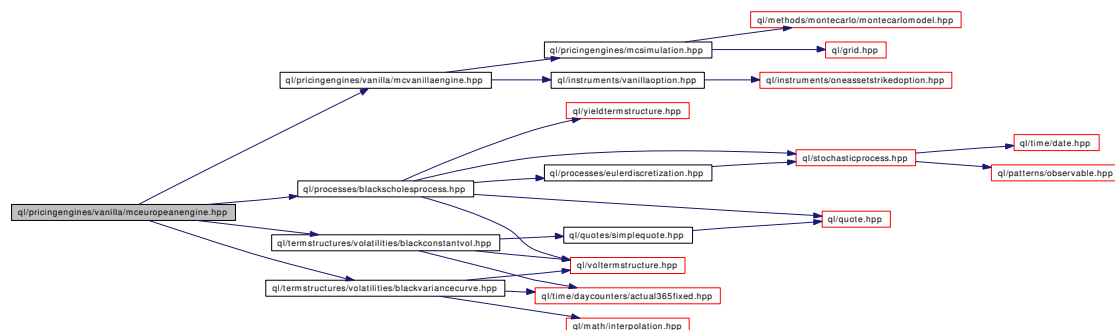 ql/methods/montecarlo/montecarlomodel.hpp
ql/pricingengines/mcsimulation.hpp
ql/grid.hpp
ql/pricingengines/vanilla/mcvanillaengine.hpp
ql/instruments/vanillaoption.hpp
ql/instruments/oneassetstrikedoption.hpp
ql/yieldtermstructure.hpp
ql/time/date.hpp
ql/stochasticprocess.hpp
ql/processes/eulerdiscretization.hpp
ql/patterns/observable.hpp
ql/processes/blackscholesprocess.hpp
ql/pricingengines/vanilla/mceuropeanengine.hpp
ql/quote.hpp
ql/quotes/simplequote.hpp
ql/termstructures/volatilities/blackconstantvol.hpp
ql/voltermstructure.hpp
ql/termstructures/volatilities/blackvariancecurve.hpp
ql/time/daycounters/actual365fixed.hpp
ql/math/interpolation.hpp